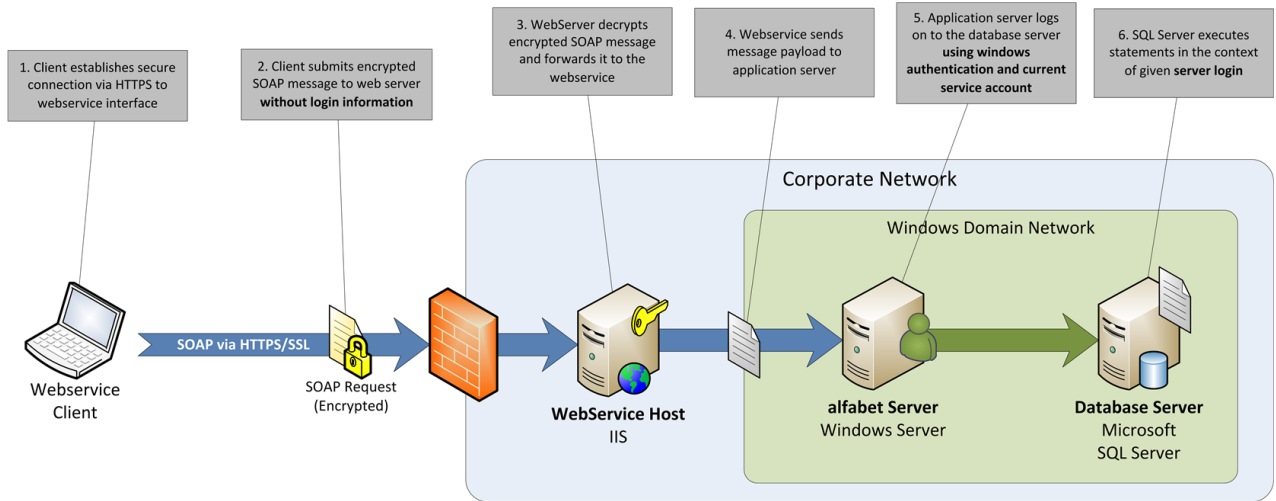 1. Client establishes secure
connection via HTTPS to
webservice interface
2. Client submits encrypted
SOAP message to web server
without login information
3. WebServer decrypts
encrypted SOAP message
and forwards it to the
webservice
4. Webservice sends
message payload to
application server
5. Application server logs
on to the database server
using windows
authentication and current
service account
6. SQL Server executes
statements in the context
of given server login
Corporate Network
Windows Domain Network
SOAP via HTTPS/SSL
Webservice
Client
SOAP Request
(Encrypted)
WebService Host
IIS
alfabet Server
Windows Server
Database Server
Microsoft
SQL Server